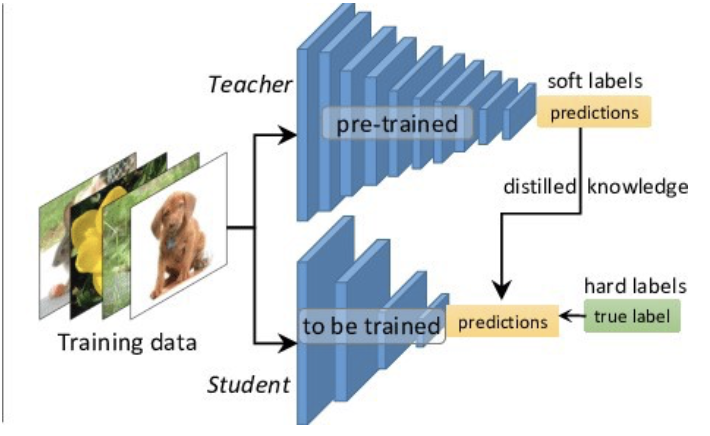 Teacher
soft labels
pre-trained
predictions
distilled knowledge
hard labels
to be trained
predictions
true label
Training data
Student